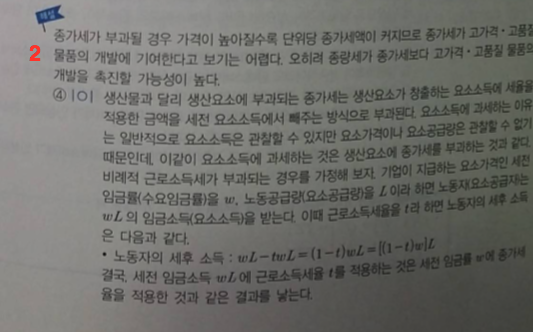 해설
종가세가 부과될 경우 가격이 높아질수록 단위당 종가세액이 커지므로 종가세가 고가격·고품질
2 물품의 개발에 기여한다고 보기는 어렵다. 오히려 종량세가 종가세보다 고가격·고품질 물품의
개발을 촉진할 가능성이 높다.
④ |○| 생산물과 달리 생산요소에 부과되는 종가세는 생산요소가 창출하는 요소소득에 세율을
적용한 금액을 세전 요소소득에서 빼주는 방식으로 부과된다. 요소소득에 과세하는 이유
는 일반적으로 요소소득은 관찰할 수 있지만 요소가격이나 요소공급량은 관찰할 수 없기
때문인데, 이같이 요소소득에 과세하는 것은 생산요소에 종가세를 부과하는 것과 같다.
비례적 근로소득세가 부과되는 경우를 가정해 보자. 기업이 지급하는 요소가격인 세전
임금률(수요임금률)을 w, 노동공급량(요소공급량)을 L이라 하면 노동자(요소공급자)는
wL의 임금소득(요소소득)을 받는다. 이때 근로소득세율을 t라 하면 노동자의 세후 소득
은 다음과 같다.
• 노동자의 세후 소득 : wL-twL=(1-t)wL=[(1-t)w]L
결국, 세전 임금소득 wL에 근로소득세율 t를 적용하는 것은 세전 임금률 w에 종가세
율을 적용한 것과 같은 결과를 낳는다.